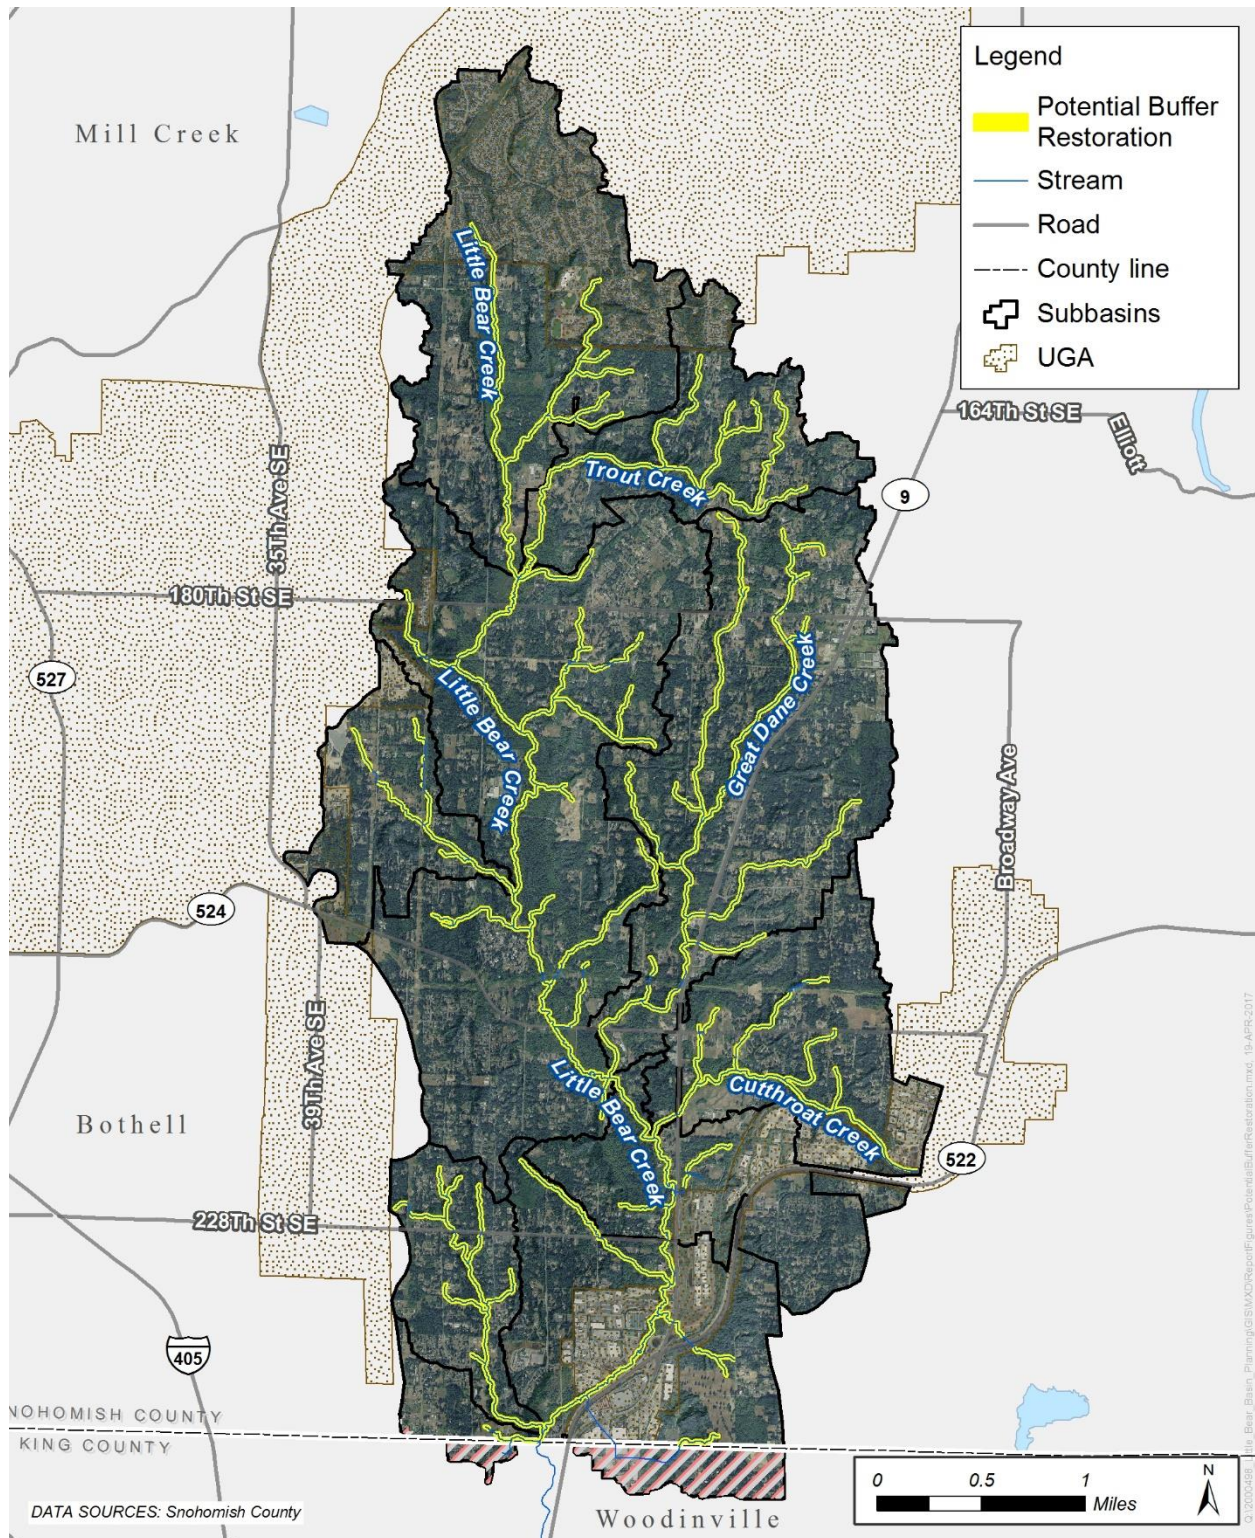 Legend
Potential Buffer
Restoration
Stream
Road
County line
Subbasins
UGA
Mill Creek
Little Bear Creek
164Th St SE
Elliott
Trout Creek
9
35Th Ave SE
180Th St SE
527
Little Bear Creek
Great Dane Creek
Broadway Ave
524
39Th Ave SE
Little Bear Creek
Cutthroat Creek
Bothell
522
228Th St SE
405
NOHOMISH COUNTY
KING COUNTY
0 0.5 1
Miles
N
DATA SOURCES: Snohomish County
Woodinville